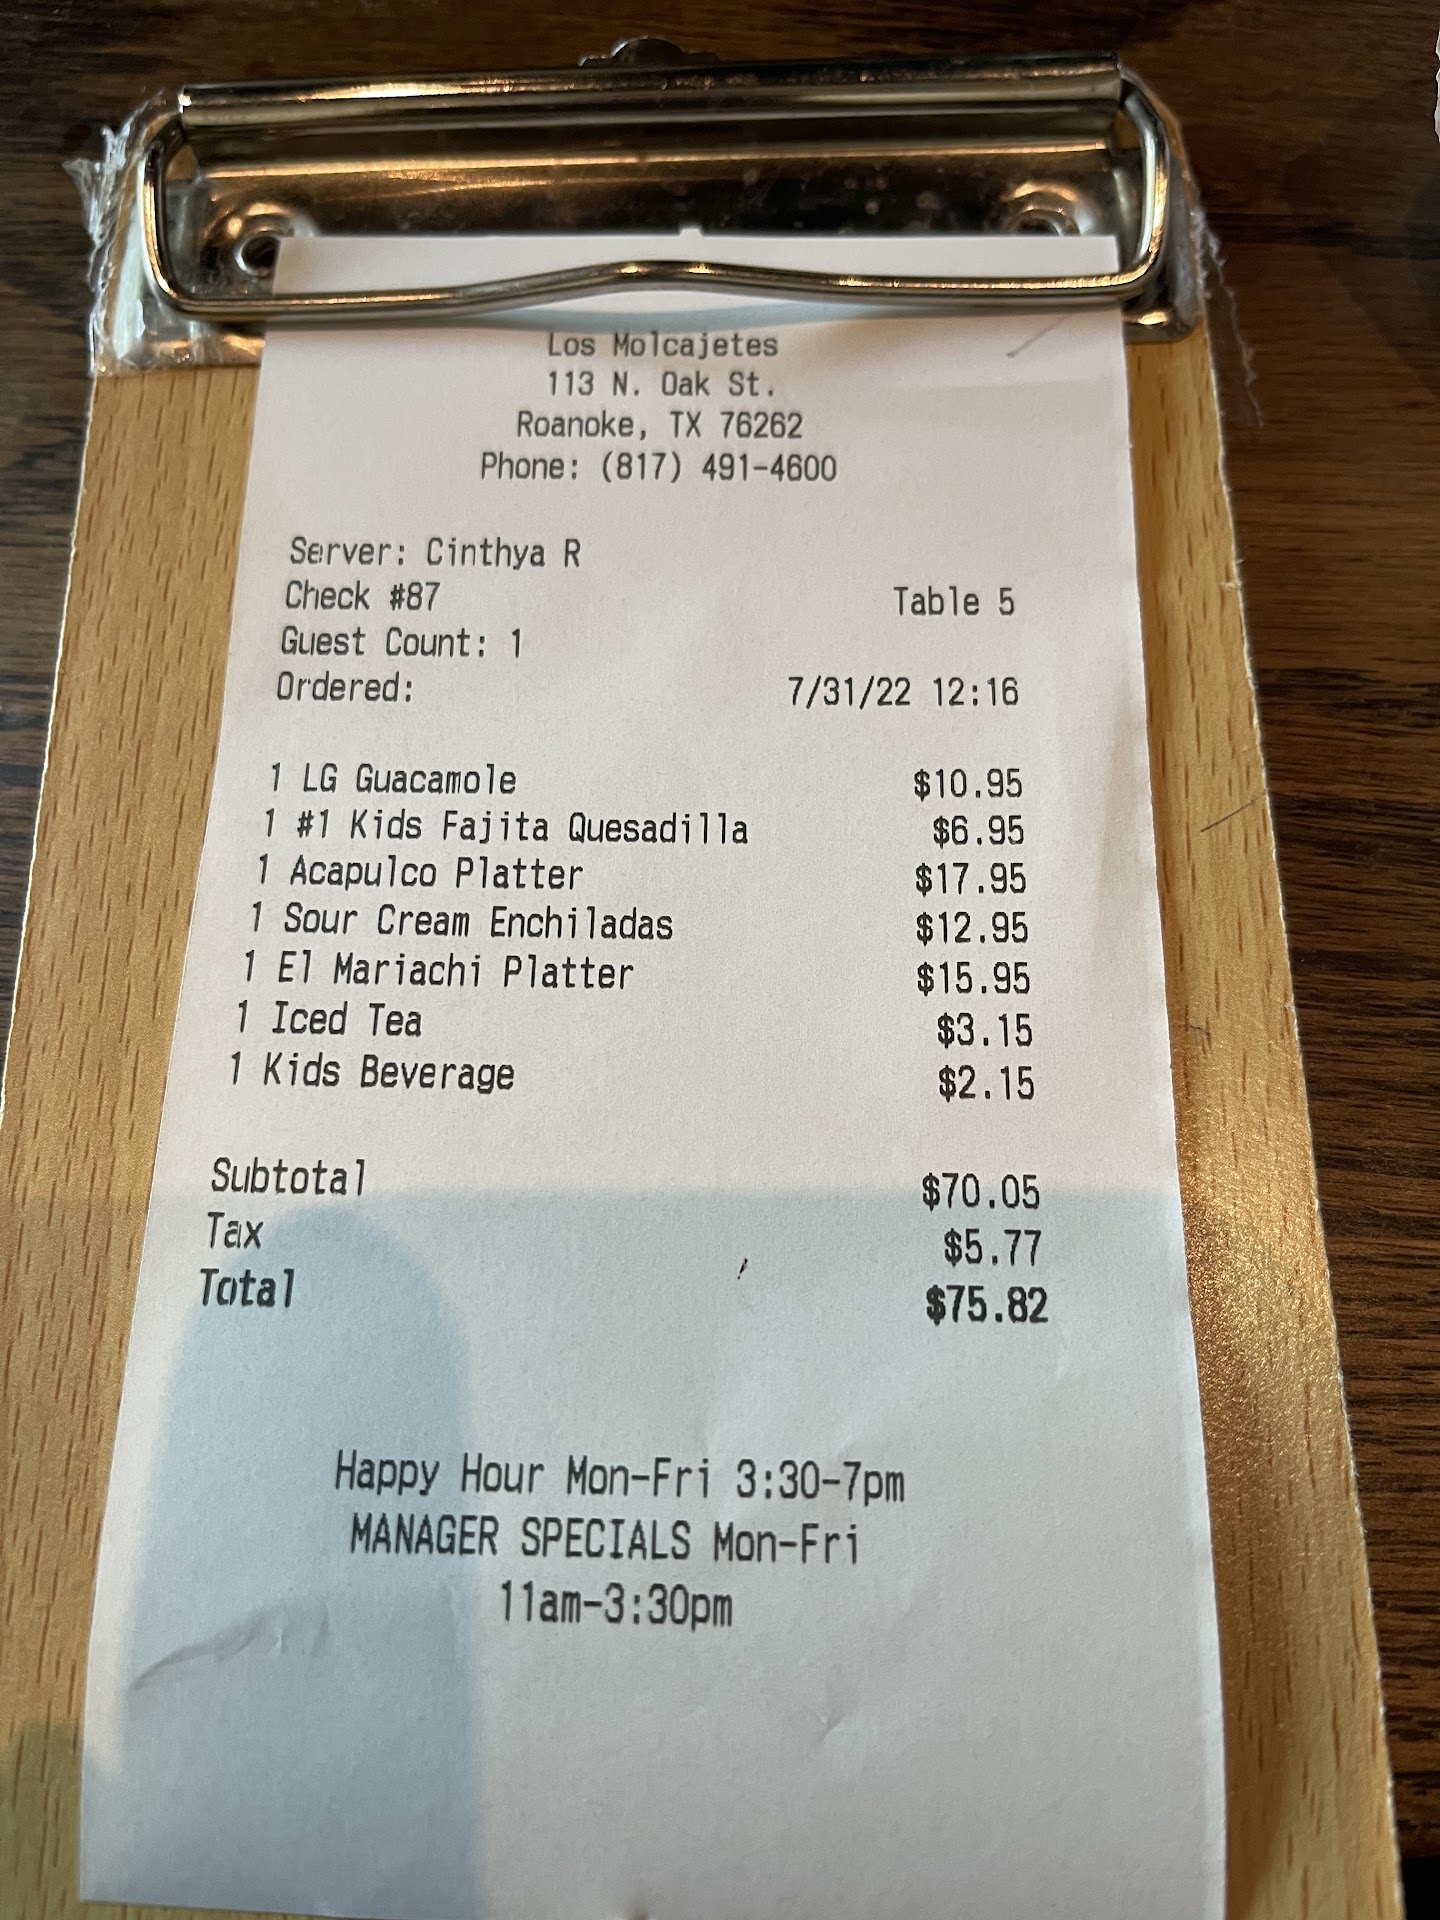 Los Molcajetes
113 N. Oak St.
Roanoke, TX 76262
Phone: (817) 491-4600
Server: Cinthya R
Check #87 Table 5
Guest Count: 1
Ordered: 7/31/22 12:16
1 LG Guacamole $10.95
1 #1 Kids Fajita Quesadilla $6.95
1 Acapulco Platter $17.95
1 Sour Cream Enchiladas $12.95
1 El Mariachi Platter $15.95
1 Iced Tea $3.15
1 Kids Beverage $2.15
Subtotal $70.05
Tax $5.77
Total $75.82
Happy Hour Mon-Fri 3:30-7pm
MANAGER SPECIALS Mon-Fri
11am-3:30pm